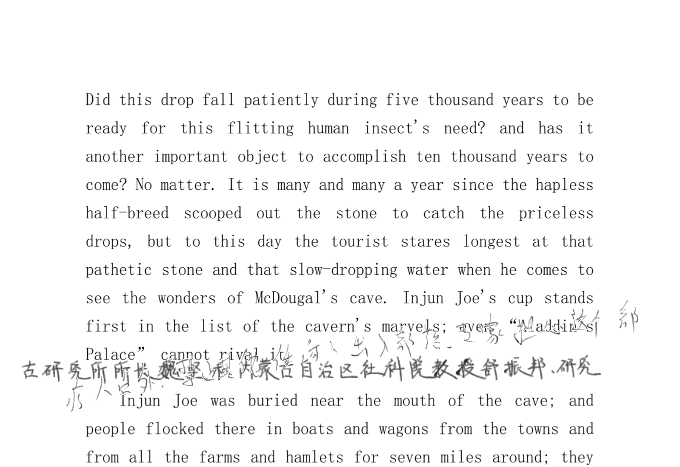 Did this drop fall patiently during five thousand years to be
ready for this flitting human insect's need? and has it
another important object to accomplish ten thousand years to
come? No matter. It is many and many a year since the hapless
half-breed scooped out the stone to catch the priceless
drops, but to this day the tourist stares longest at that
pathetic stone and that slow-dropping water when he comes to
see the wonders of McDougal's cave. Injun Joe's cup stands
first in the list of the cavern's marvels; even “Aladdin's
Palace” cannot rival it.
古研究所所长魏坚和内蒙古自治区社科院教授舒振邦、研究
Injun Joe was buried near the mouth of the cave; and
people flocked there in boats and wagons from the towns and
from all the farms and hamlets for seven miles around; they